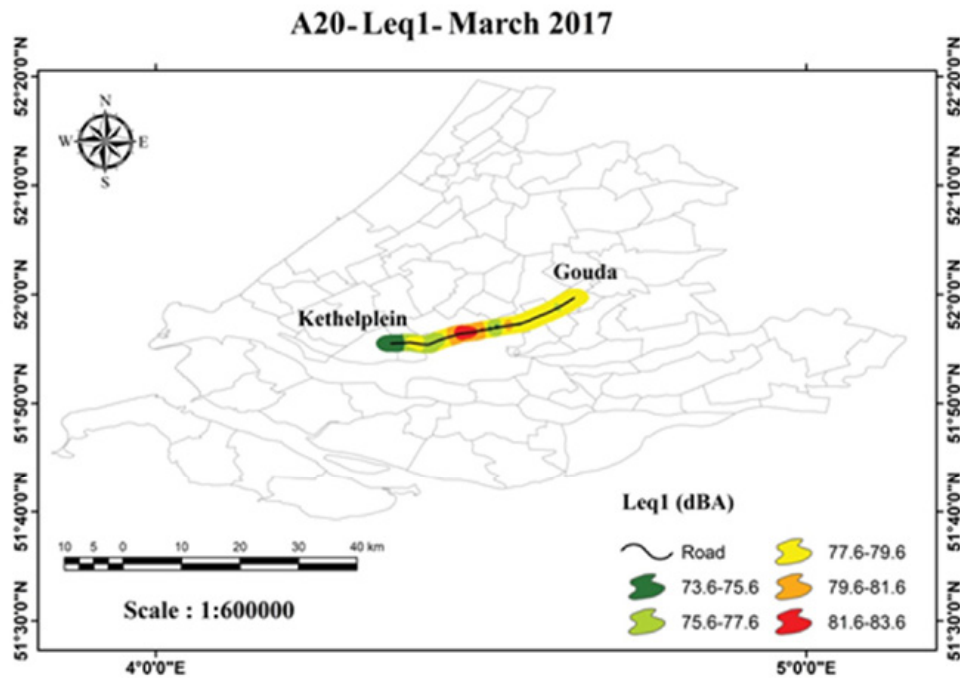 A20- Leq1- March 2017
4°0'0"E
5°0'0"E
52°20'0"N
52°20'0"N
N
W
E
S
52°10'0"N
52°10'0"N
Gouda
52°0'0"N
52°0'0"N
Kethelplein
51°50'0"N
51°50'0"N
51°40'0"N
51°40'0"N
Leq1 (dBA)
Road
77.6-79.6
73.6-75.6
79.6-81.6
75.6-77.6
81.6-83.6
10 5 0 10 20 30 40 km
Scale : 1:600000
51°30'0"N
51°30'0"N